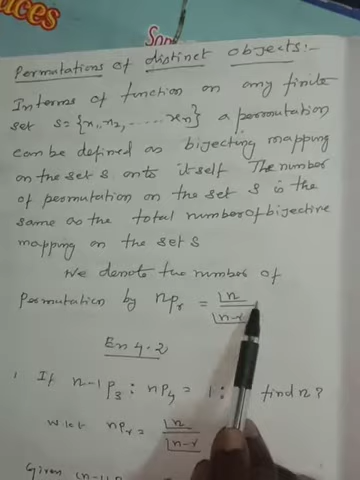 Permutations of distinct objects:-
Interms of function on any finite
set s = {x₁, x₂, ...... xₙ} a permutation
can be defined as bijecting mapping
on the set s onto itself The number
of permutation on the set s is the
same as the total number of bijective
mapping on the set s
We denote the number of
permutation by nPᵣ = |n / |n-r
Ex 4.2
1. If n-1P₃ : nP₄ = 1: find n?
W.k.t nPᵣ = |n / |n-r
Given